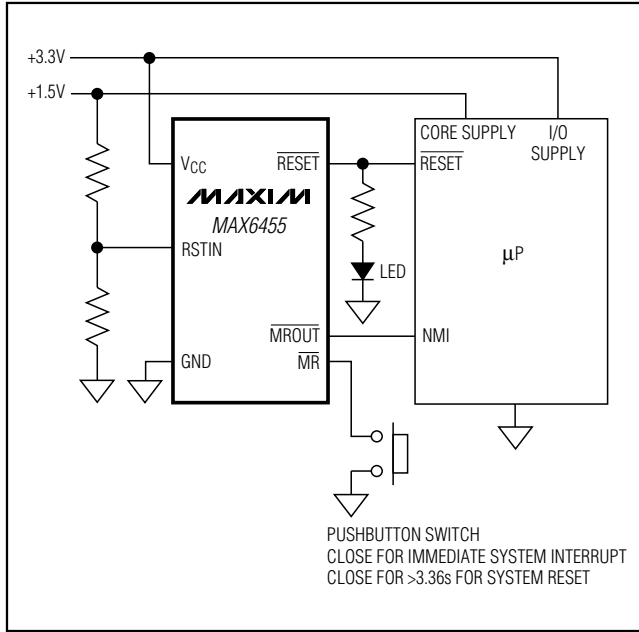 +3.3V
+1.5V
VCC
RESET
MAXIM
MAX6455
RSTIN
MROUT
GND
MR
LED
CORE SUPPLY
I/O
SUPPLY
RESET
µP
NMI
PUSHBUTTON SWITCH
CLOSE FOR IMMEDIATE SYSTEM INTERRUPT
CLOSE FOR >3.36s FOR SYSTEM RESET